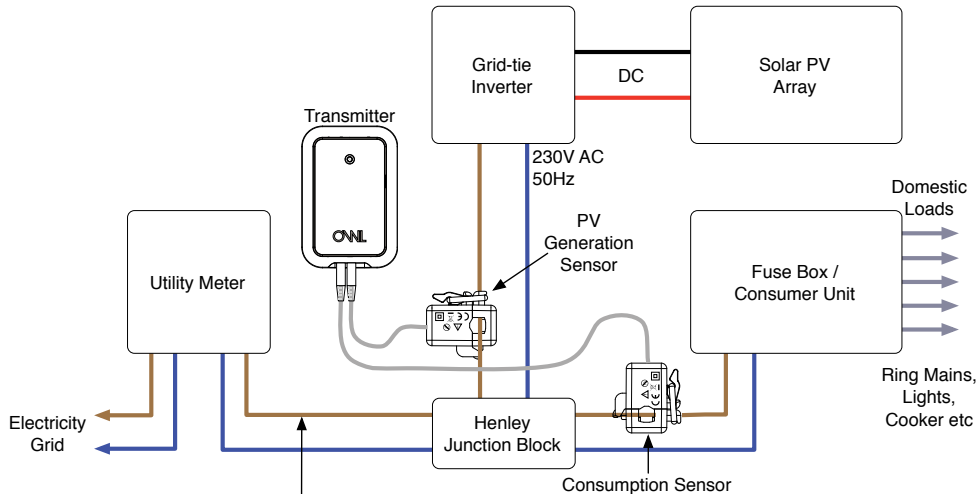 Grid-tie
Inverter
DC
Solar PV
Array
Transmitter
230V AC
50Hz
Domestic
Loads
OWL
PV
Generation
Sensor
Utility Meter
Fuse Box /
Consumer Unit
Ring Mains,
Lights,
Cooker etc
Electricity
Grid
Henley
Junction Block
Consumption Sensor